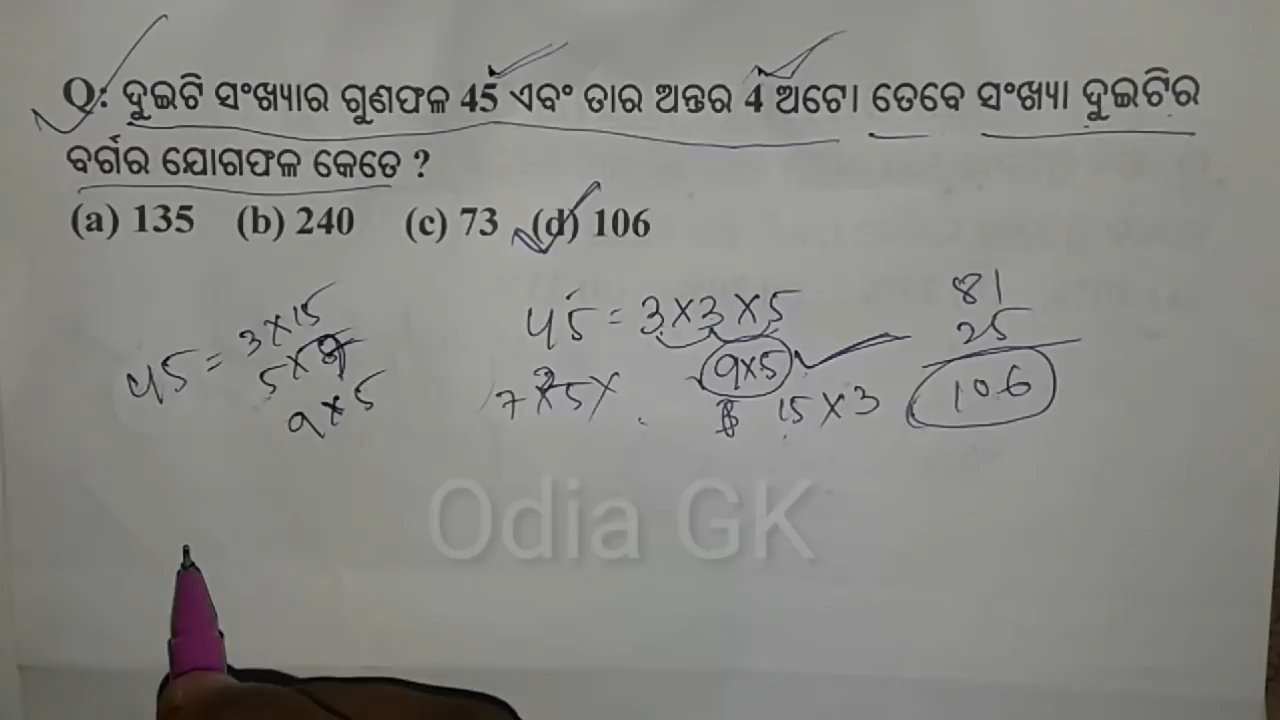 Q: ଦୁଇଟି ସଂଖ୍ୟାର ଗୁଣଫଳ 45 ଏବଂ ତାର ଅନ୍ତର 4 ଅଟେ। ତେବେ ସଂଖ୍ୟା ଦୁଇଟିର
ବର୍ଗର ଯୋଗଫଳ କେତେ ?
(a) 135 (b) 240 (c) 73 (d) 106
45 = 3×15
5×9
9×5
45 = 3×3×5
9×5
15×3
81
25
106
Odia GK